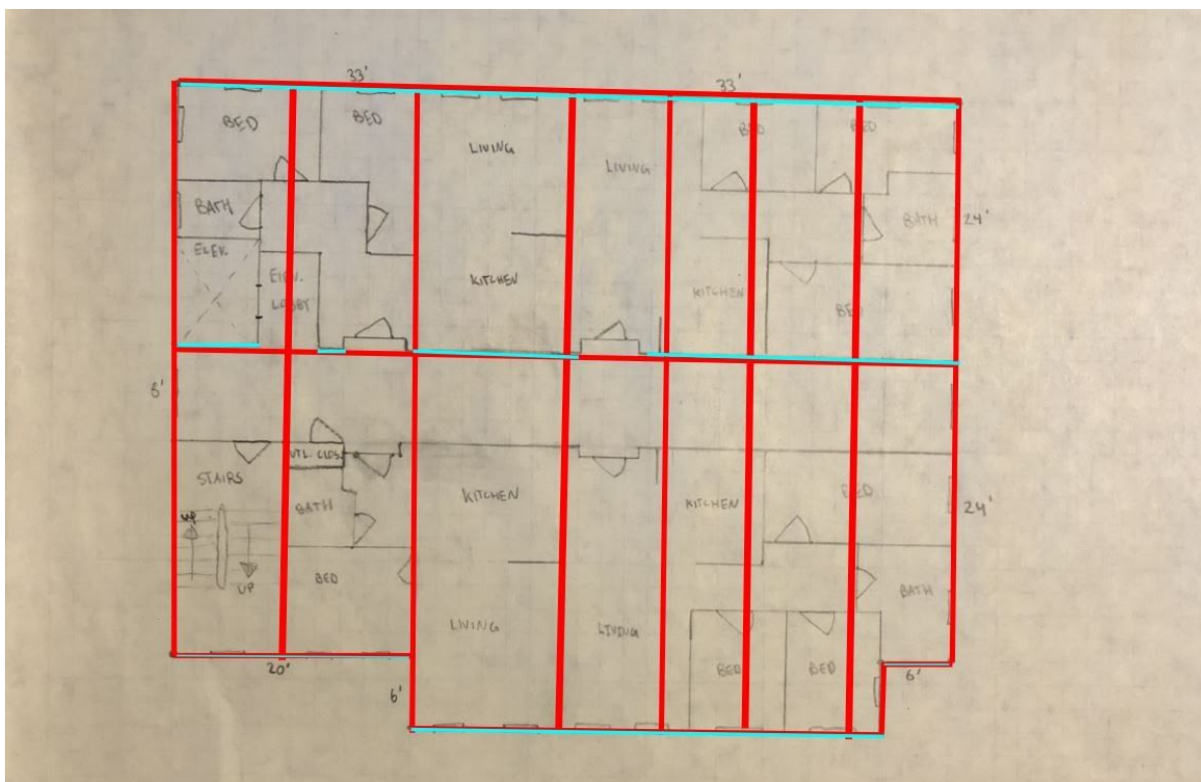 33'
33'
BED
BED
BED
BED
LIVING
LIVING
BATH
BATH
24'
ELEV.
ELEV.
LOBBY
KITCHEN
KITCHEN
BED
8'
UTL. CLOS.
STAIRS
KITCHEN
KITCHEN
BED
24'
UP
BATH
BED
UP
BATH
LIVING
LIVING
BED
BED
20'
6'
6'